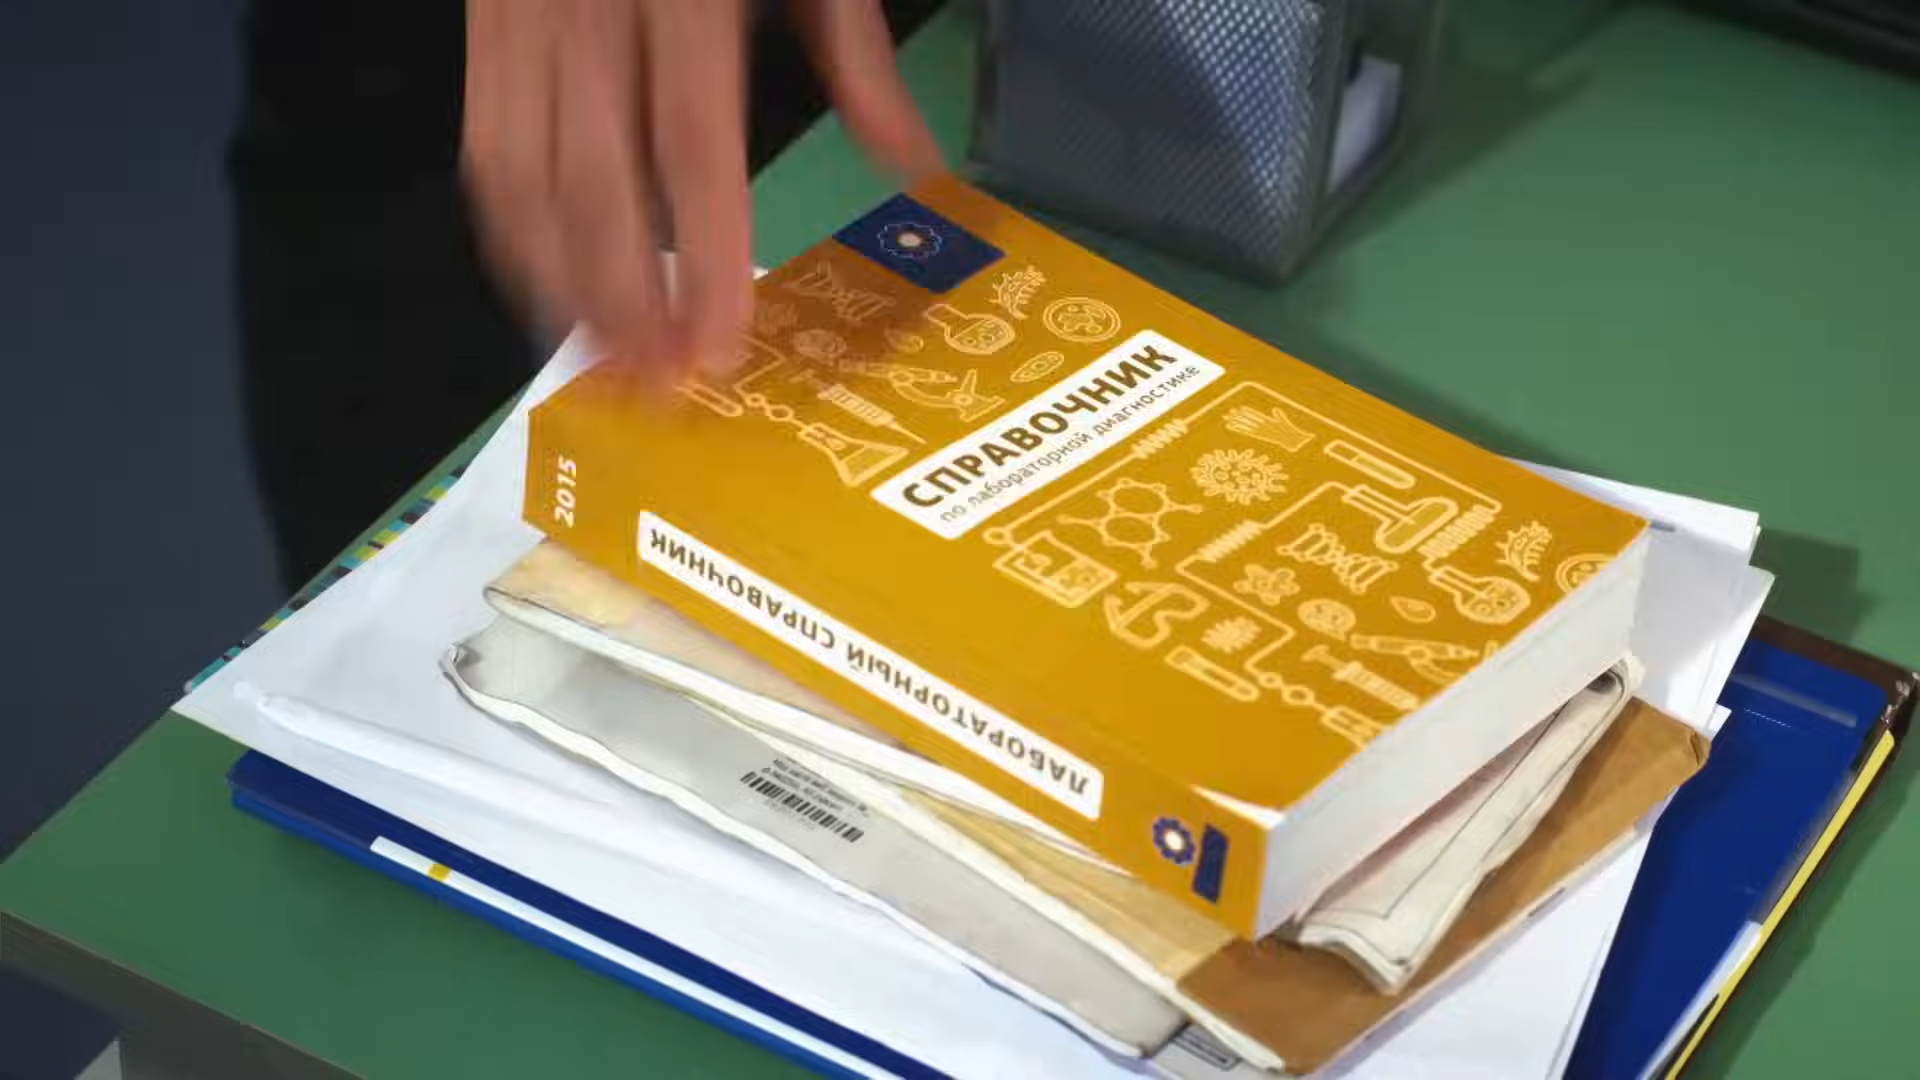 СПРАВОЧНИК
по лабораторной диагностике
2015
ЛАБОРАТОРНЫЙ СПРАВОЧНИК